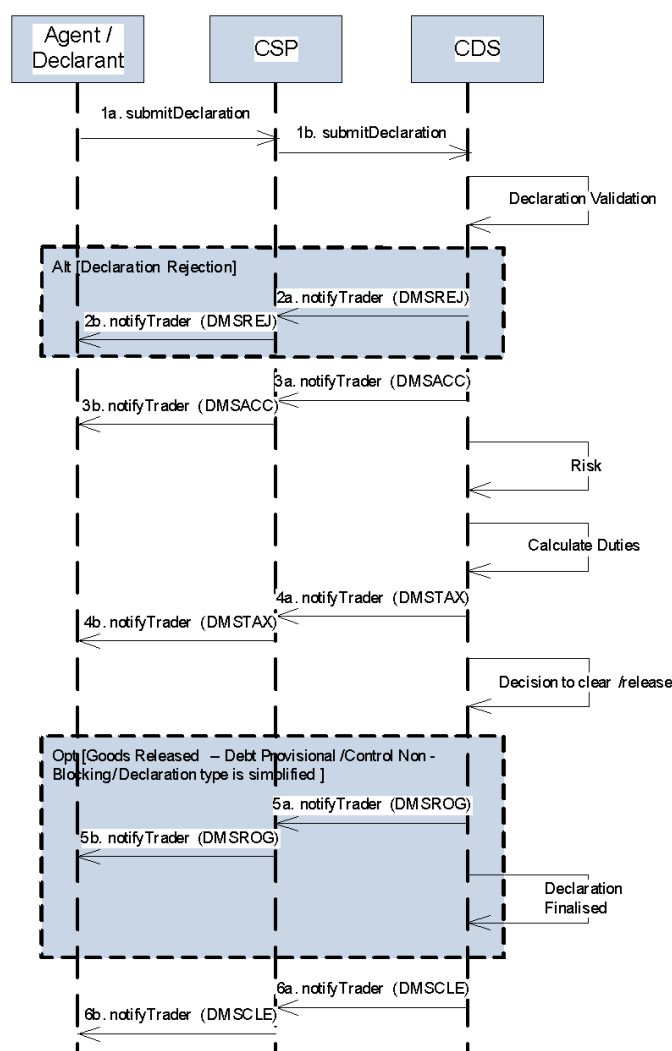 Agent /
Declarant
CSP
CDS
1a. submitDeclaration
1b. submitDeclaration
Declaration Validation
Alt [Declaration Rejection]
2a. notifyTrader (DMSREJ)
2b. notifyTrader (DMSREJ)
3a. notifyTrader (DMSACC)
3b. notifyTrader (DMSACC)
Risk
Calculate Duties
4a. notifyTrader (DMSTAX)
4b. notifyTrader (DMSTAX)
Decision to clear /release
Opt [Goods Released – Debt Provisional /Control Non -
Blocking/Declaration type is simplified ]
5a. notifyTrader (DMSROG)
5b. notifyTrader (DMSROG)
Declaration
Finalised
6a. notifyTrader (DMSCLE)
6b. notifyTrader (DMSCLE)